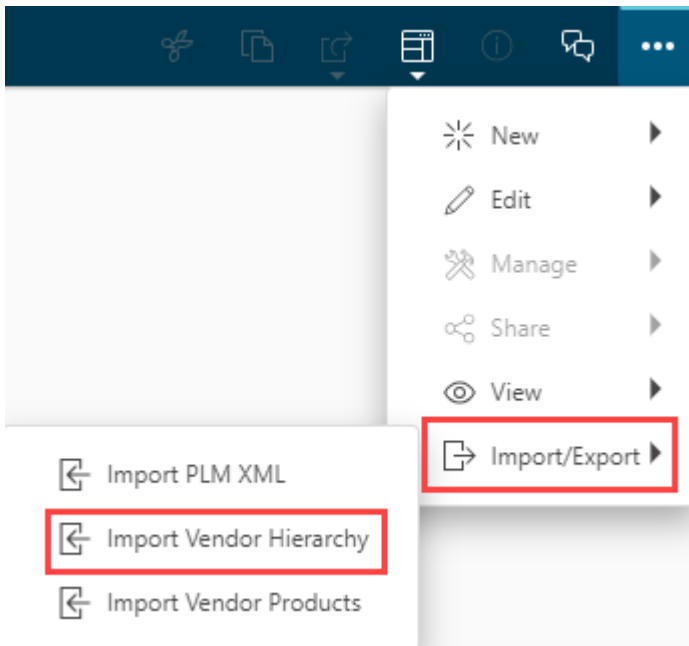 New
Edit
Manage
Share
View
Import/Export
Import PLM XML
Import Vendor Hierarchy
Import Vendor Products